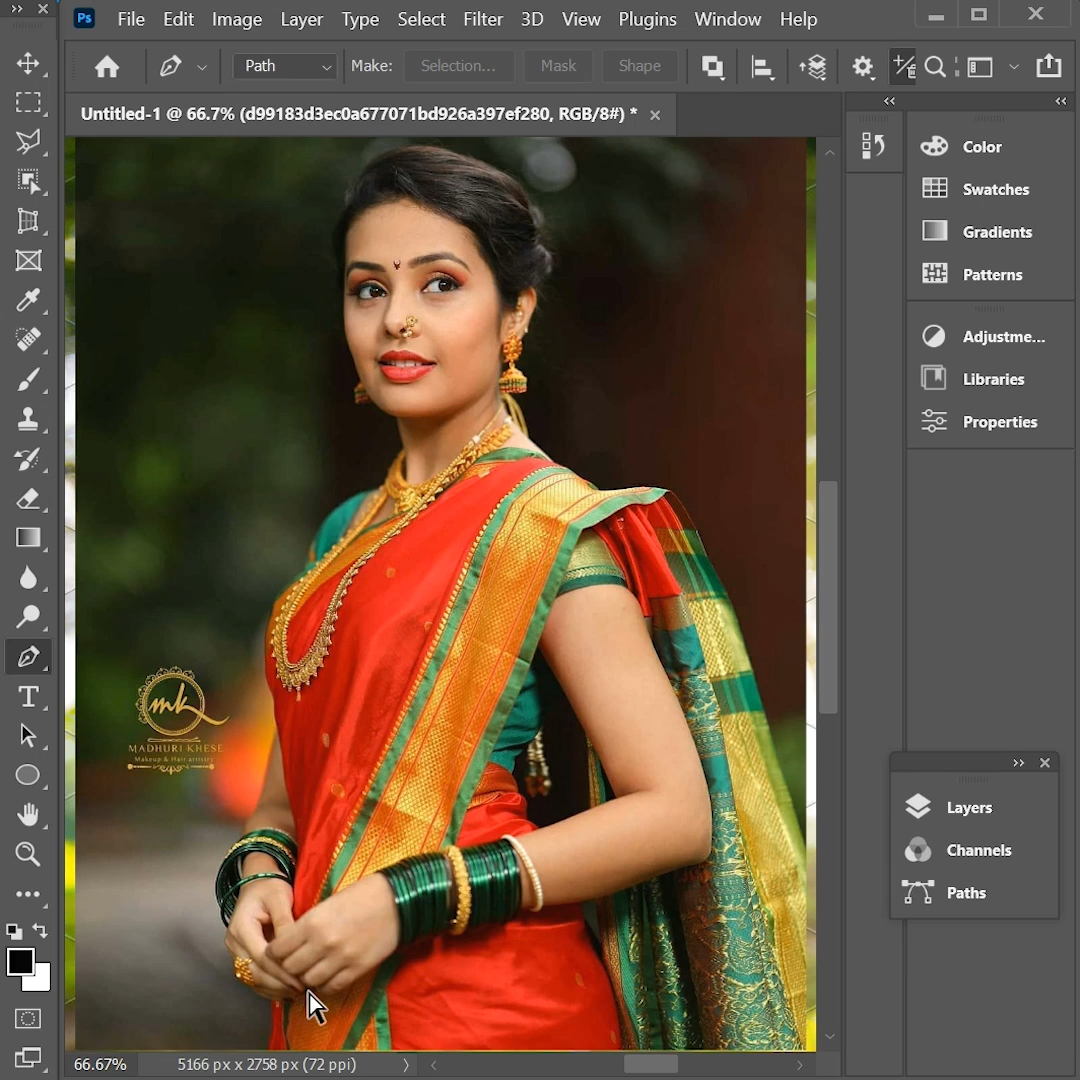 Ps File Edit Image Layer Type Select Filter 3D View Plugins Window Help
Path Make: Selection... Mask Shape
Untitled-1 @ 66.7% (d99183d3ec0a677071bd926a397ef280, RGB/8#) *
Color
Swatches
Gradients
Patterns
Adjustme...
Libraries
Properties
mk
MADHURI KHESE
Makeup & Hair artistry
Layers
Channels
Paths
66.67% 5166 px x 2758 px (72 ppi)